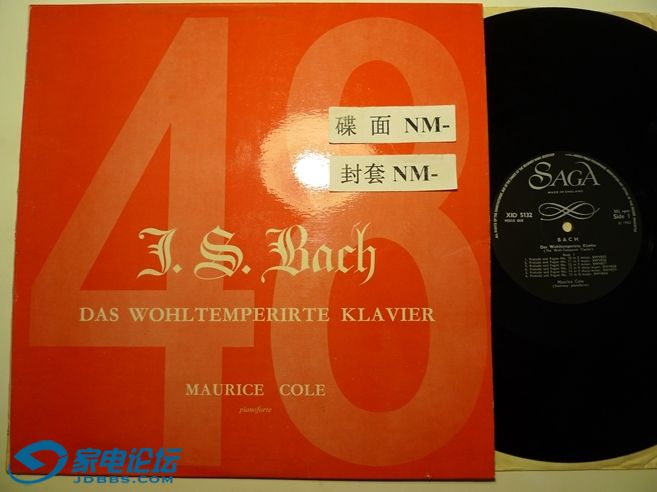 48
碟 面 NM-
封套 NM-
J. S. Bach
DAS WOHLTEMPERIRTE KLAVIER
MAURICE COLE
pianoforte
SAGA
MADE IN ENGLAND
XID 5132
Side 1
BACH
Das Wohltemperirte Klavier
Maurice Cole
家电论坛
JDBBS.COM